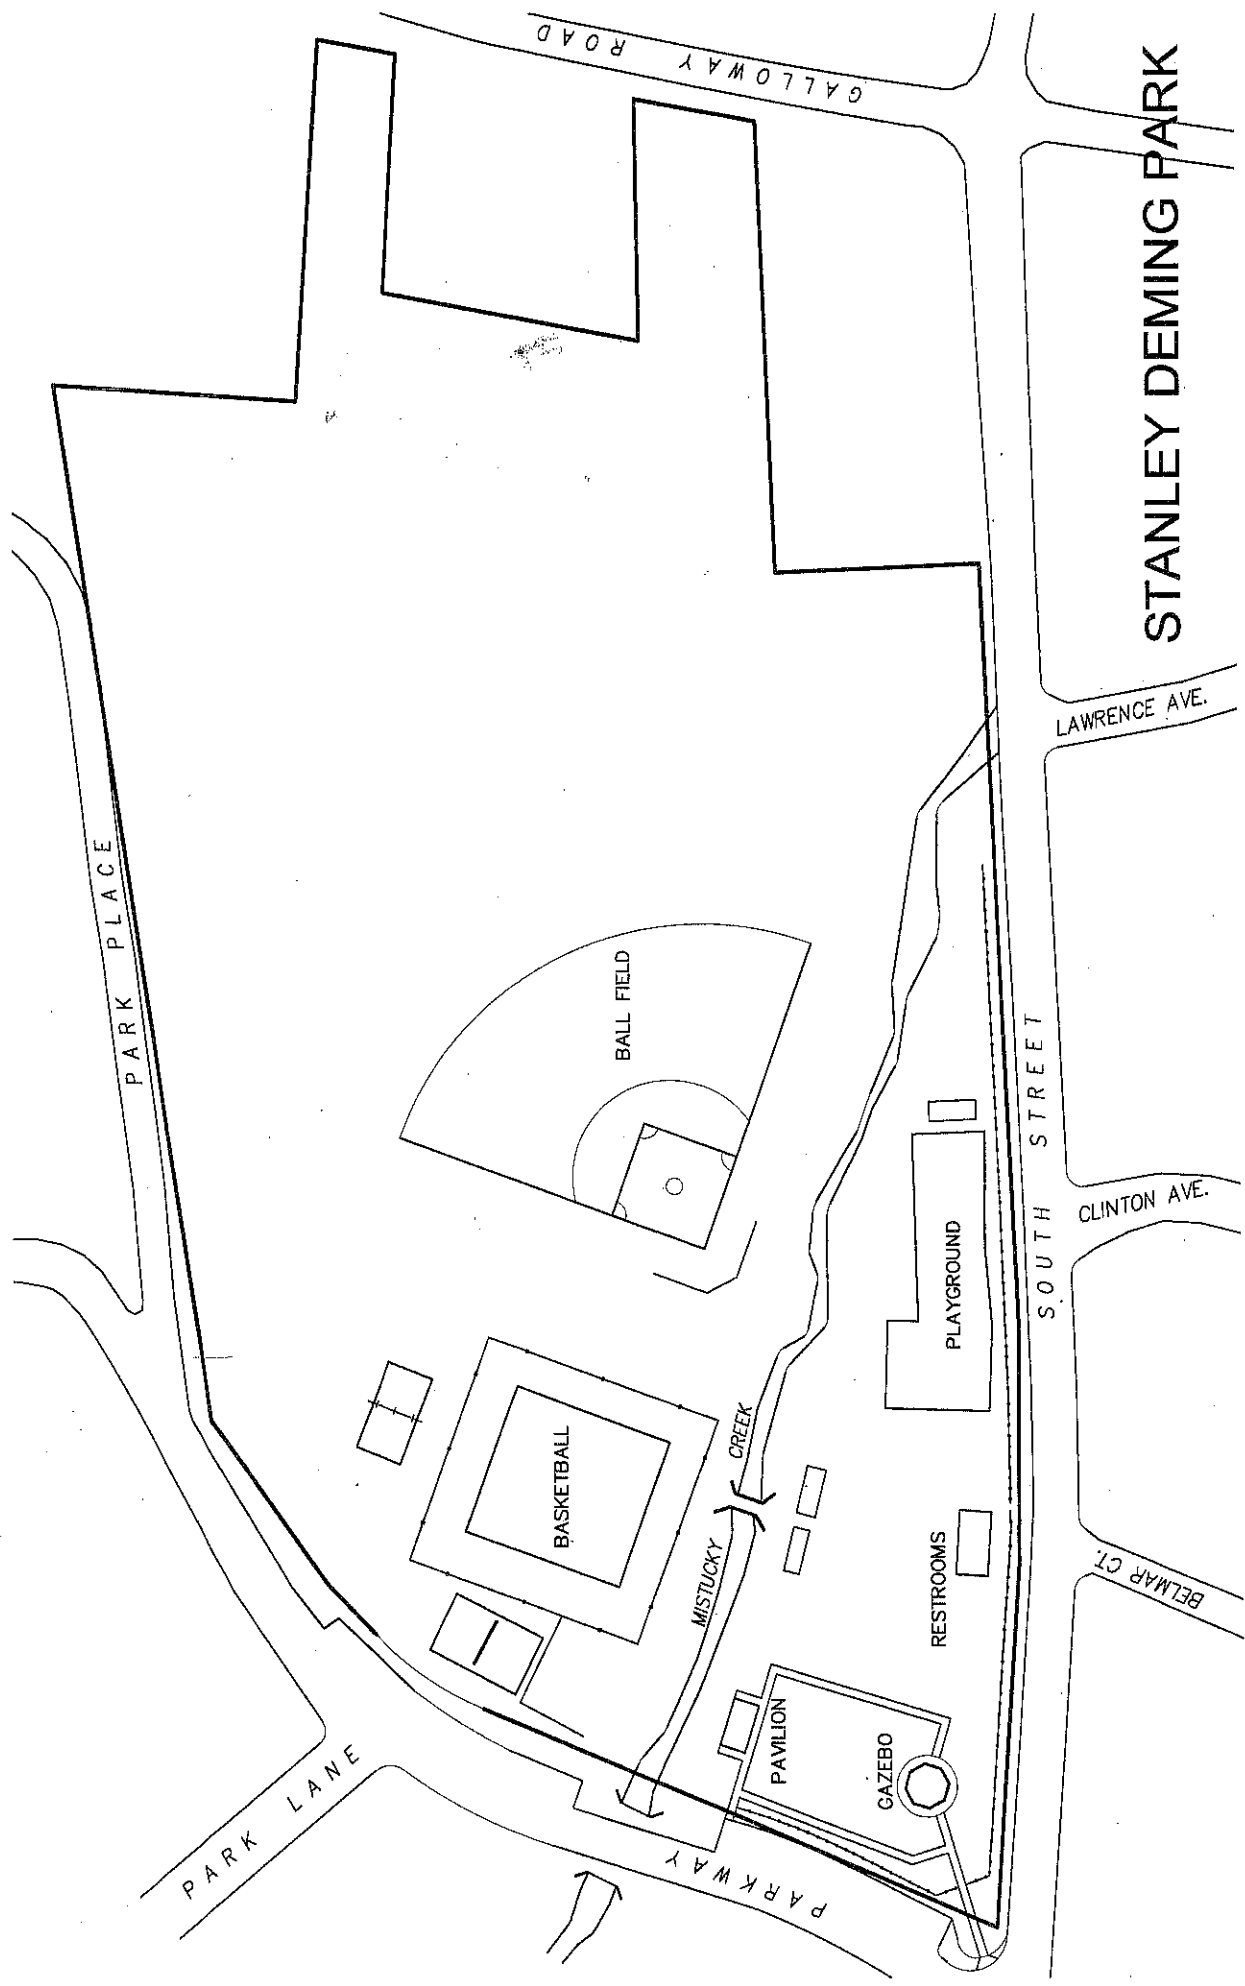 STANLEY DEMING PARK
GALLOWAY ROAD
PARK PLACE
LAWRENCE AVE.
BALL FIELD
SOUTH STREET
CLINTON AVE.
PLAYGROUND
BASKETBALL
MISTUCKY CREEK
RESTROOMS
BELMAR CT.
PAVILION
GAZEBO
PARK LANE
PARKWAY